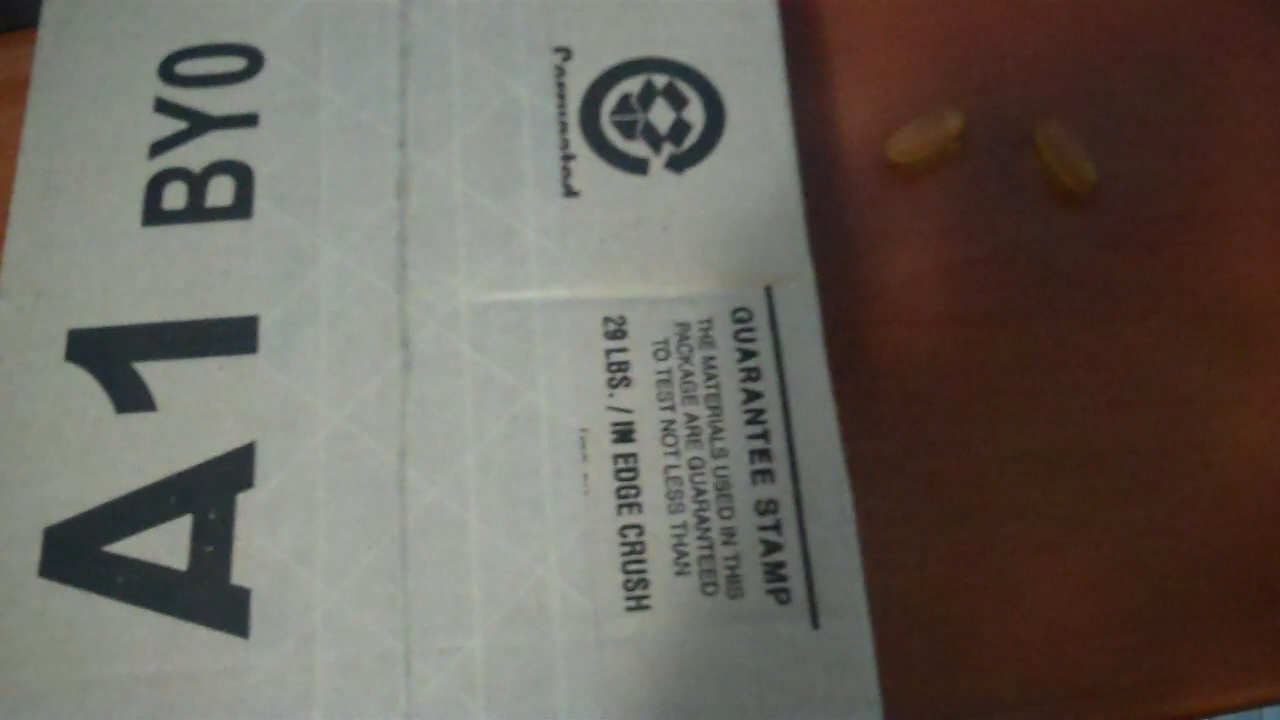 A1 BYO
Corrugated
GUARANTEE STAMP
THE MATERIALS USED IN THIS
PACKAGE ARE GUARANTEED
TO TEST NOT LESS THAN
29 LBS. / IN EDGE CRUSH